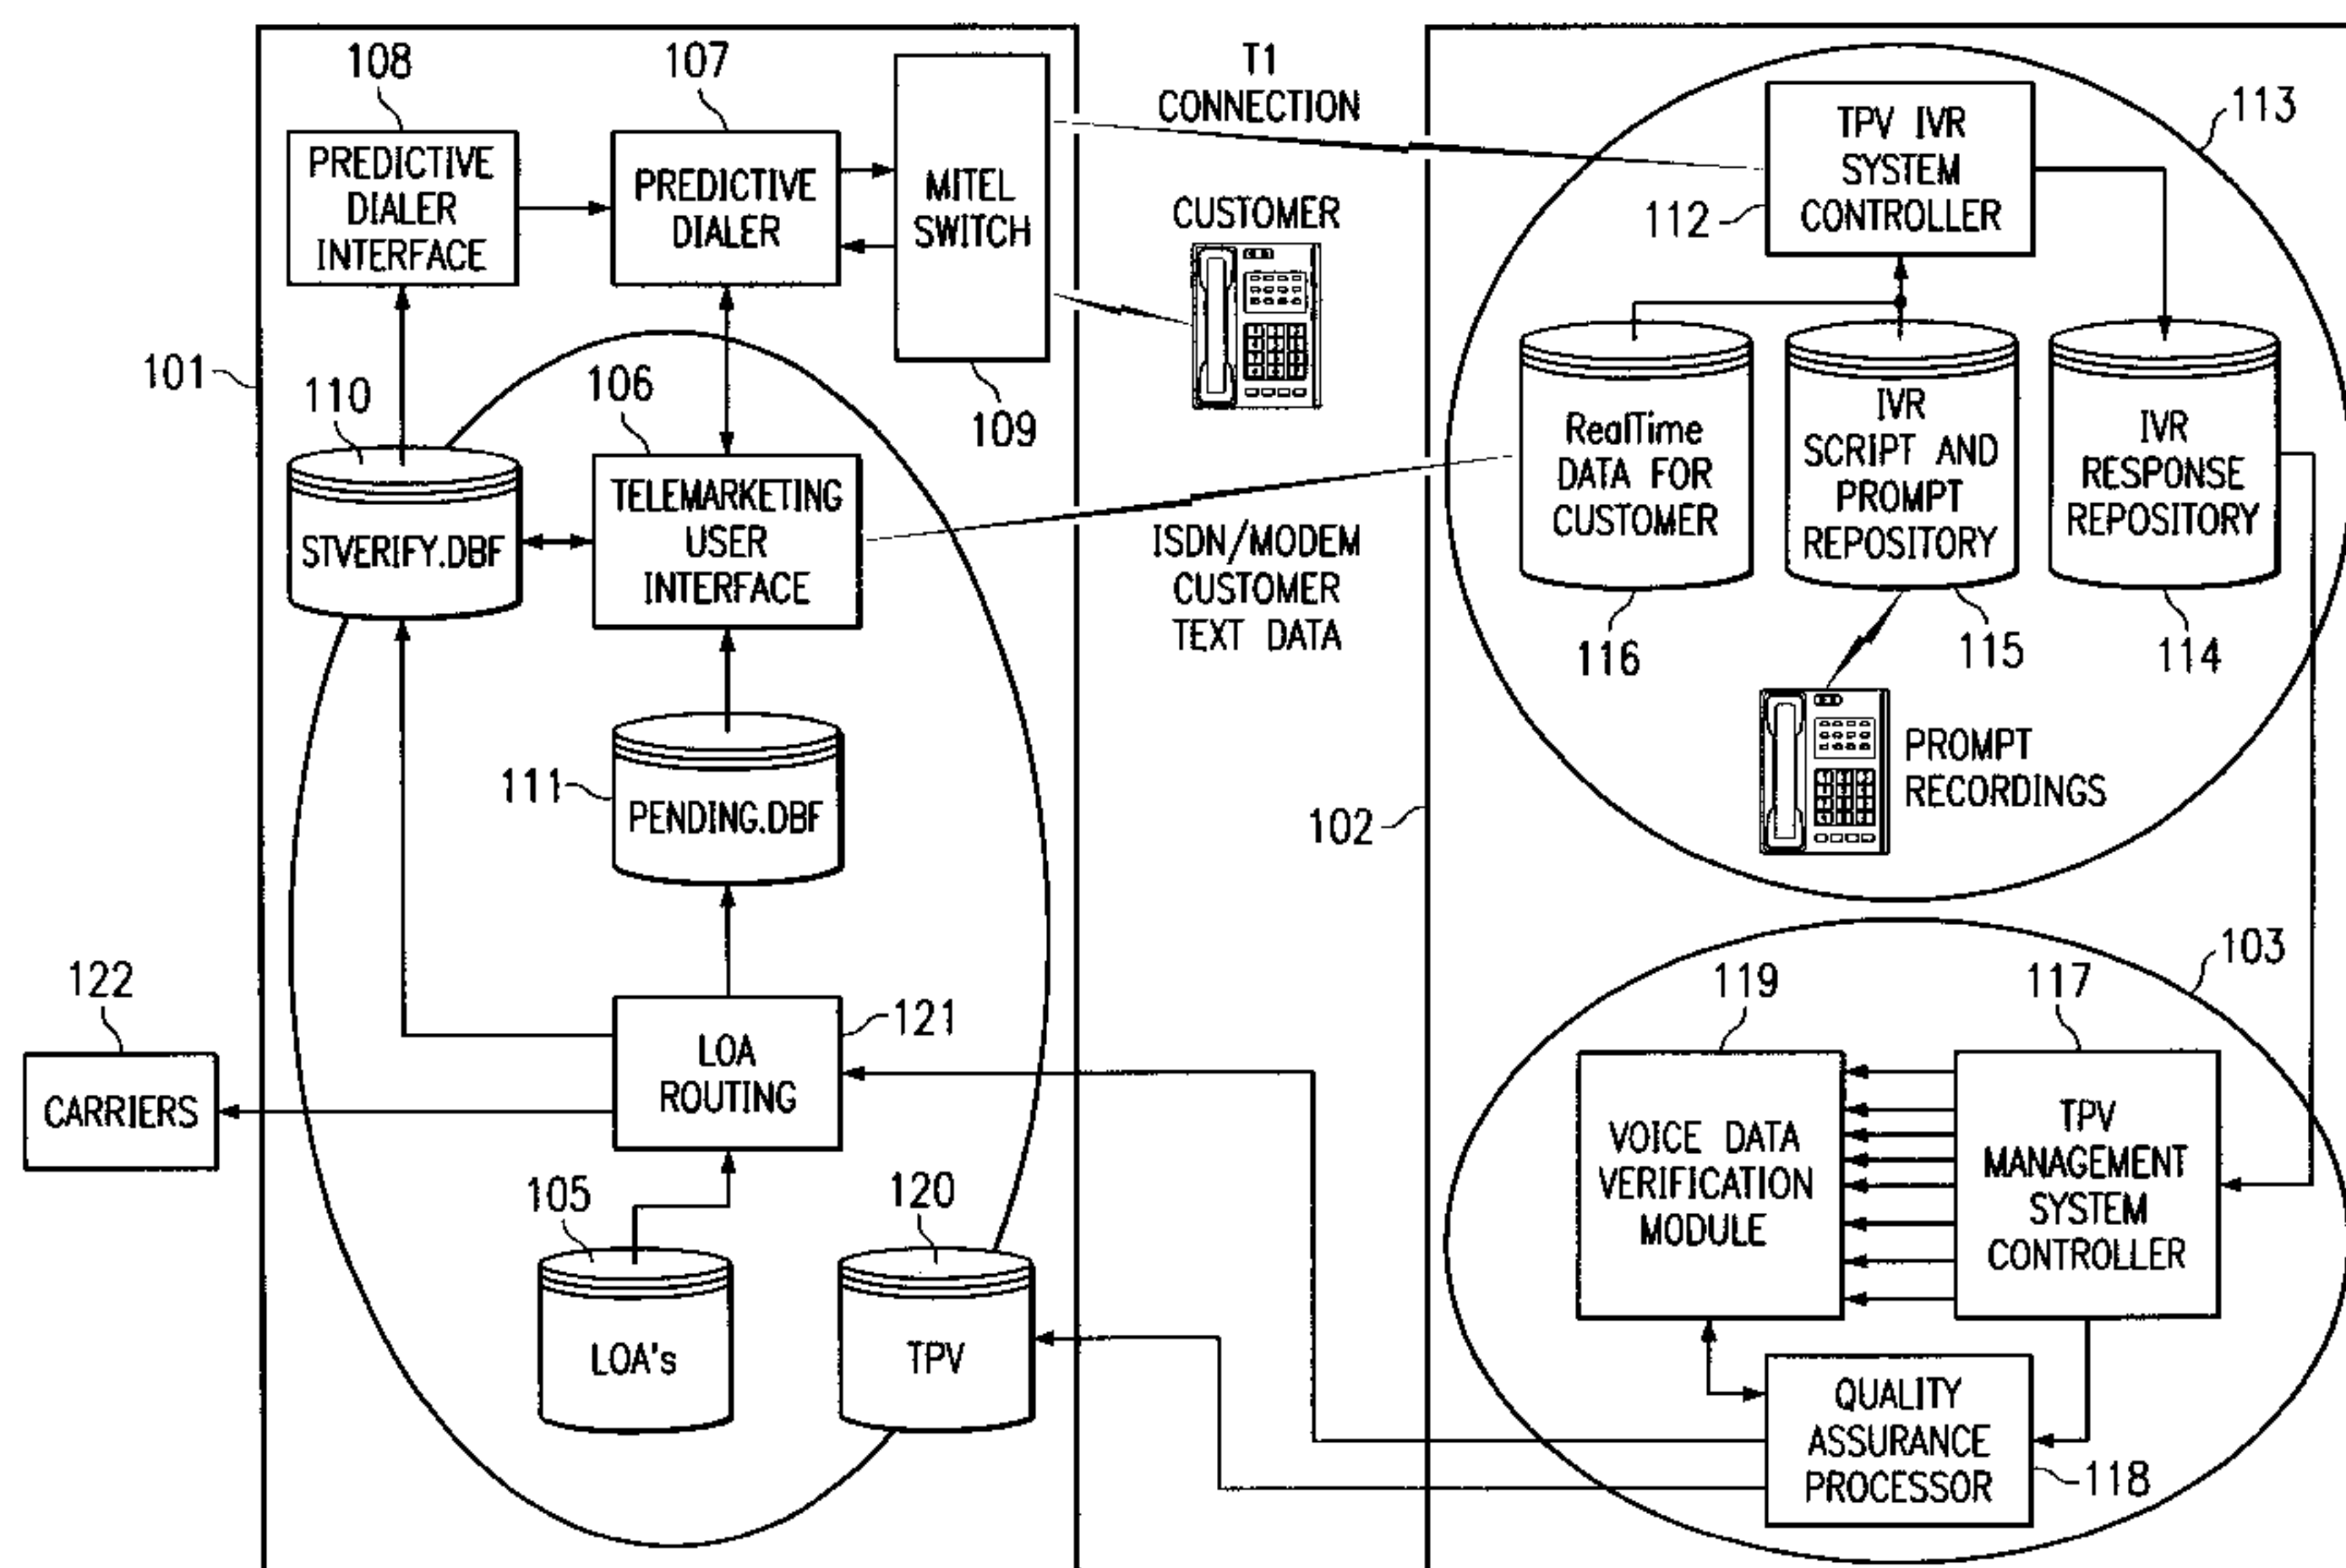 108
107
T1
CONNECTION
113
PREDICTIVE
DIALER
INTERFACE
PREDICTIVE
DIALER
MITEL
SWITCH
CUSTOMER
TPV IVR
SYSTEM
CONTROLLER
112
101
110
106
109
STVERIFY.DBF
TELEMARKETING
USER
INTERFACE
ISDN/MODEM
CUSTOMER
TEXT DATA
RealTime
DATA FOR
CUSTOMER
IVR
SCRIPT AND
PROMPT
REPOSITORY
IVR
RESPONSE
REPOSITORY
116
115
114
111
PENDING.DBF
102
PROMPT
RECORDINGS
122
CARRIERS
121
LOA
ROUTING
103
119
117
VOICE DATA
VERIFICATION
MODULE
TPV
MANAGEMENT
SYSTEM
CONTROLLER
105
120
LOA's
TPV
QUALITY
ASSURANCE
PROCESSOR
118